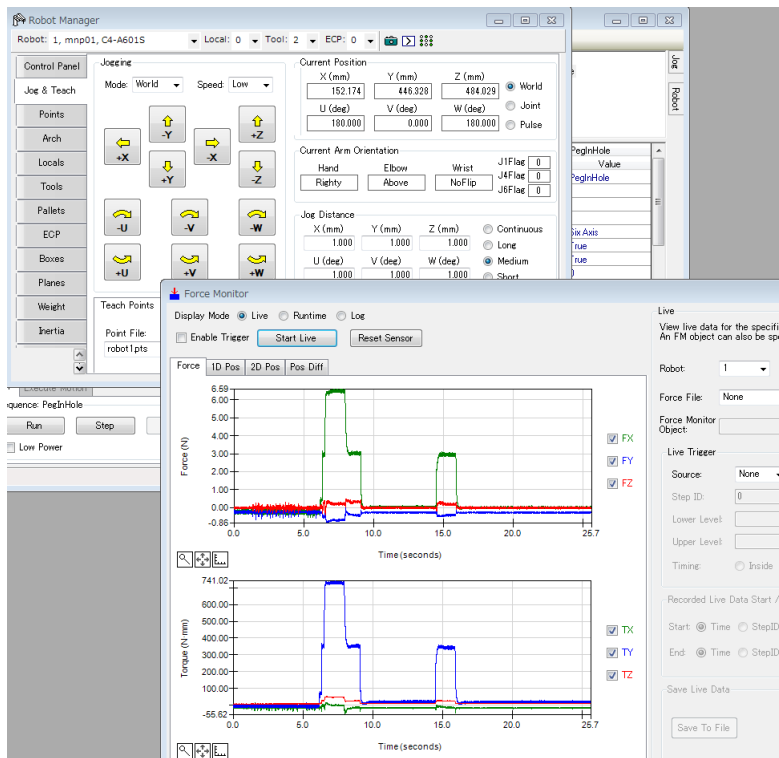 Robot Manager
Robot: 1, mnp01, C4-A601S Local: 0 Tool: 2 ECP: 0
Control Panel
Jog & Teach
Points
Arch
Locals
Tools
Pallets
ECP
Boxes
Planes
Weight
Inertia
Jogging
Mode: World Speed: Low
-Y +Z
+X -X
+Y -Z
-U -V -W
+U +V +W
Teach Points
Point File:
robot1.pts
Current Position
X (mm) Y (mm) Z (mm)
152.174 446.328 484.029
U (deg) V (deg) W (deg)
180.000 0.000 180.000
World
Joint
Pulse
Current Arm Orientation
Hand Elbow Wrist
Righty Above NoFlip
J1Flag 0
J4Flag 0
J6Flag 0
Jog Distance
X (mm) Y (mm) Z (mm)
1.000 1.000 1.000
U (deg) V (deg) W (deg)
1.000 1.000 1.000
Continuous
Long
Medium
Short
Jog
Robot
PegInHole
Value
PegInHole
Six Axis
True
True
Execute Motion
equence: PegInHole
Run Step
Low Power
Force Monitor
Display Mode Live Runtime Log
Enable Trigger Start Live Reset Sensor
Force 1D Pos 2D Pos Pos Diff
Force (N)
6.59
6.00
5.00
4.00
3.00
2.00
1.00
0.00
-0.86
0.0 5.0 10.0 15.0 20.0 25.7
Time (seconds)
FX
FY
FZ
Torque (N·mm)
741.02
600.00
500.00
400.00
300.00
200.00
100.00
-55.62
0.0 5.0 10.0 15.0 20.0 25.7
Time (seconds)
TX
TY
TZ
Live
View live data for the specifi
An FM object can also be spe
Robot: 1
Force File: None
Force Monitor
Object:
Live Trigger
Source: None
Step ID: 0
Lower Level:
Upper Level:
Timing: Inside
Recorded Live Data Start /
Start: Time StepID
End: Time StepID
Save Live Data
Save To File